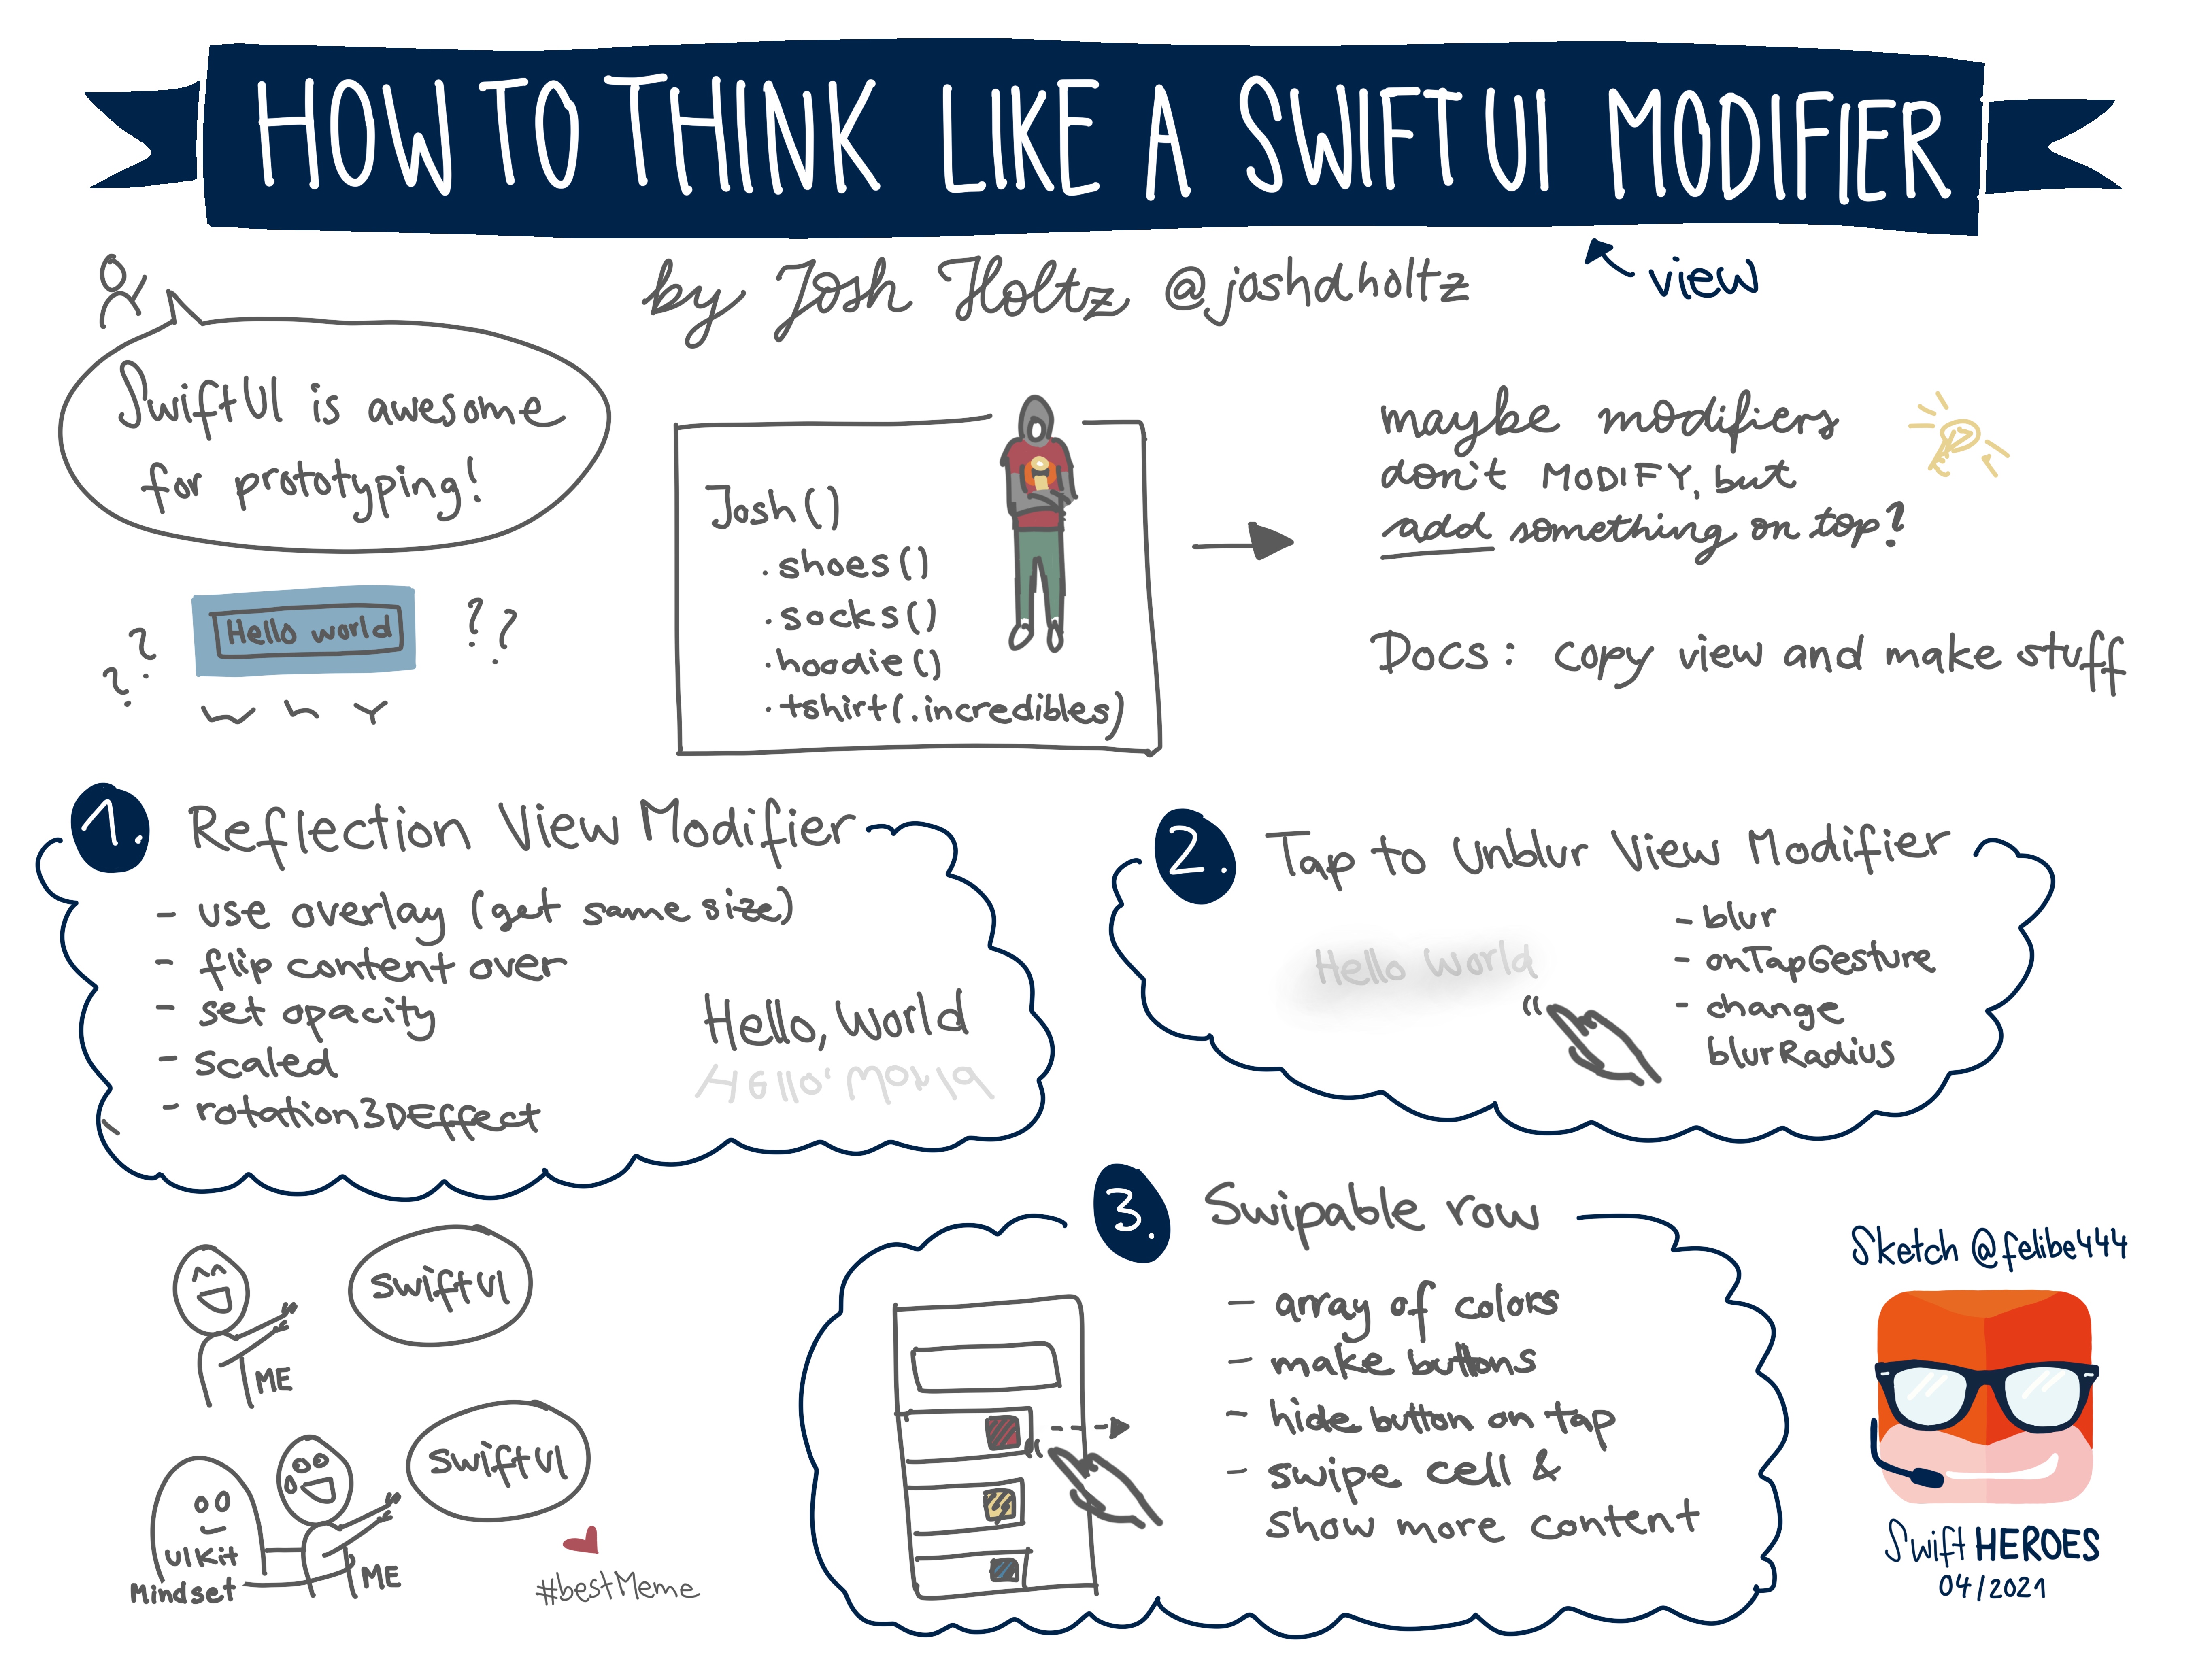 HOW TO THINK LIKE A SWIFT UI MODIFIER
view
by Josh Holtz @joshdholtz
SwiftUI is awesome
for prototyping!
Hello world
? ?
? ?
W h Y
Josh()
.shoes()
.socks()
.hoodie()
.tshirt(.incredibles)
maybe modifiers
don't MODIFY, but
add something on top?
Docs: copy view and make stuff
1. Reflection View Modifier
- use overlay (get same size)
- flip content over
- set opacity
- scaled
- rotation3DEffect
Hello, World
Hello, World
2. Tap to Unblur View Modifier
Hello World
- blur
- onTapGesture
- change
blurRadius
3. Swipable row
- array of colors
- make buttons
- hide button on tap
- swipe cell &
show more content
swiftUI
ME
swiftUI
UIKit
Mindset
ME
#bestMeme
Sketch @felibe444
Swift HEROES
04/2021